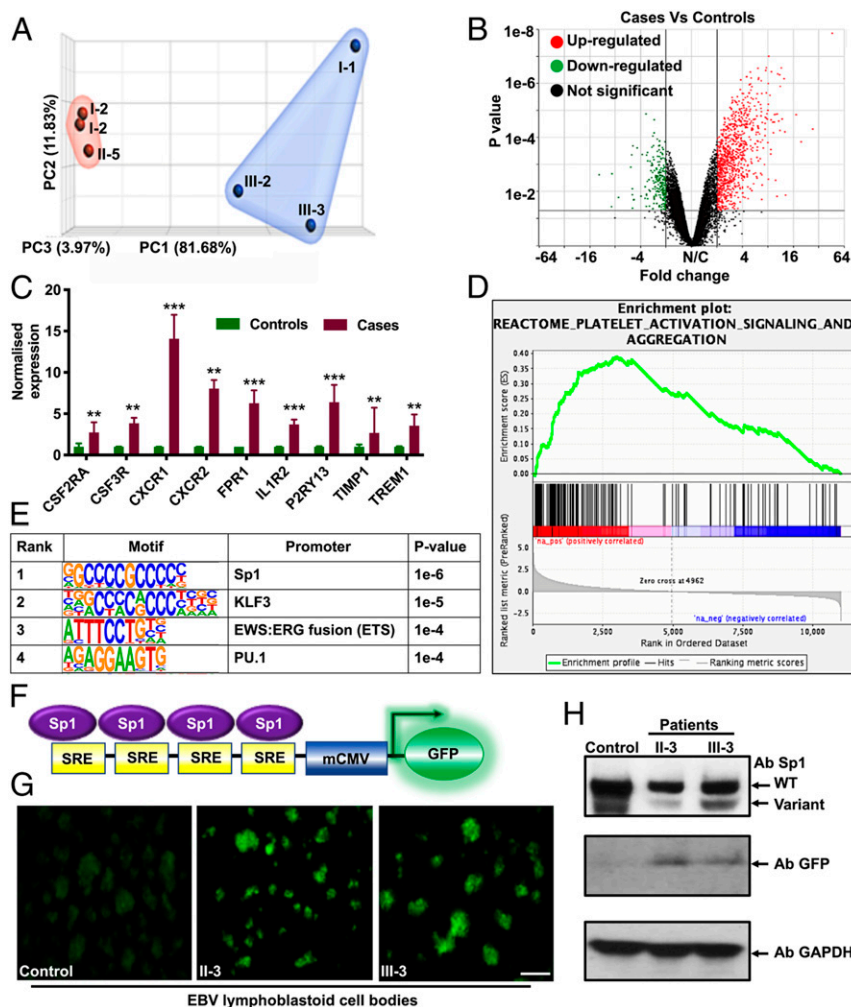 A
I-1
I-2
I-2
II-5
III-2
III-3
PC2 (11.83%)
PC3 (3.97%)
PC1 (81.68%)
B
Cases Vs Controls
Up-regulated
Down-regulated
Not significant
P value
1e-8
1e-6
1e-4
1e-2
-64
-16
-4
N/C
4
16
64
Fold change
C
Normalised
expression
20
15
10
5
0
Controls
Cases
**
**
***
**
***
***
***
**
**
CSF2RA
CSF3R
CXCR1
CXCR2
FPR1
IL1R2
P2RY13
TIMP1
TREM1
D
Enrichment plot:
REACTOME_PLATELET_ACTIVATION_SIGNALING_AND
AGGREGATION
Enrichment score (ES)
0.40
0.35
0.30
0.25
0.20
0.15
0.10
0.05
0.00
'na_pos' (positively correlated)
Ranked list metric (PreRanked)
5.0
2.5
0.0
-2.5
Zero cross at 4962
'na_neg' (negatively correlated)
0
2,500
5,000
7,500
10,000
Rank in Ordered Dataset
Enrichment profile
Hits
Ranking metric scores
E
Rank Motif Promoter P-value
1 GGCCCCGCCCCC Sp1 1e-6
2 KLF3 1e-5
3 ATTTCCTG EWS:ERG fusion (ETS) 1e-4
4 AGAGGAAGTG PU.1 1e-4
F
Sp1 Sp1 Sp1 Sp1
SRE SRE SRE SRE mCMV GFP
G
Control
II-3
III-3
EBV lymphoblastoid cell bodies
H
Patients
Control II-3 III-3
Ab Sp1
WT
Variant
Ab GFP
Ab GAPDH